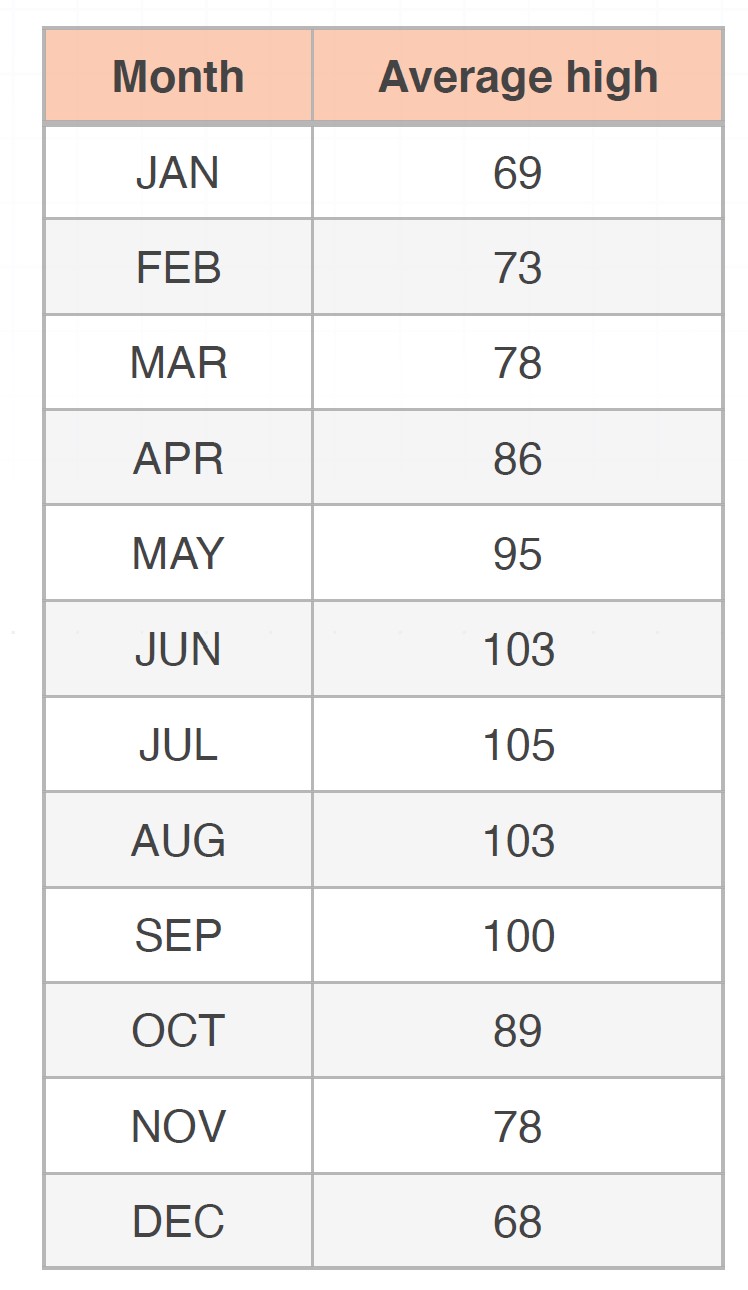 Month Average high
JAN 69
FEB 73
MAR 78
APR 86
MAY 95
JUN 103
JUL 105
AUG 103
SEP 100
OCT 89
NOV 78
DEC 68